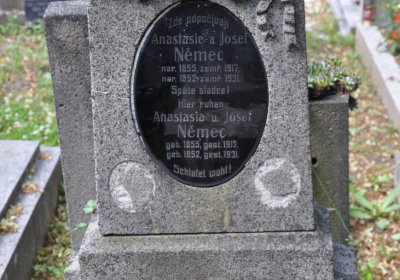 Zde odpočívají
Anastasie a Josef
Němec
nar. 1855, zemř. 1917,
nar. 1852, zemř. 1931.
Spěte sladce!
Hier ruhen
Anastasia u. Josef
Němec
geb. 1855, gest. 1917,
geb. 1852, gest. 1931.
Schlafet wohl!